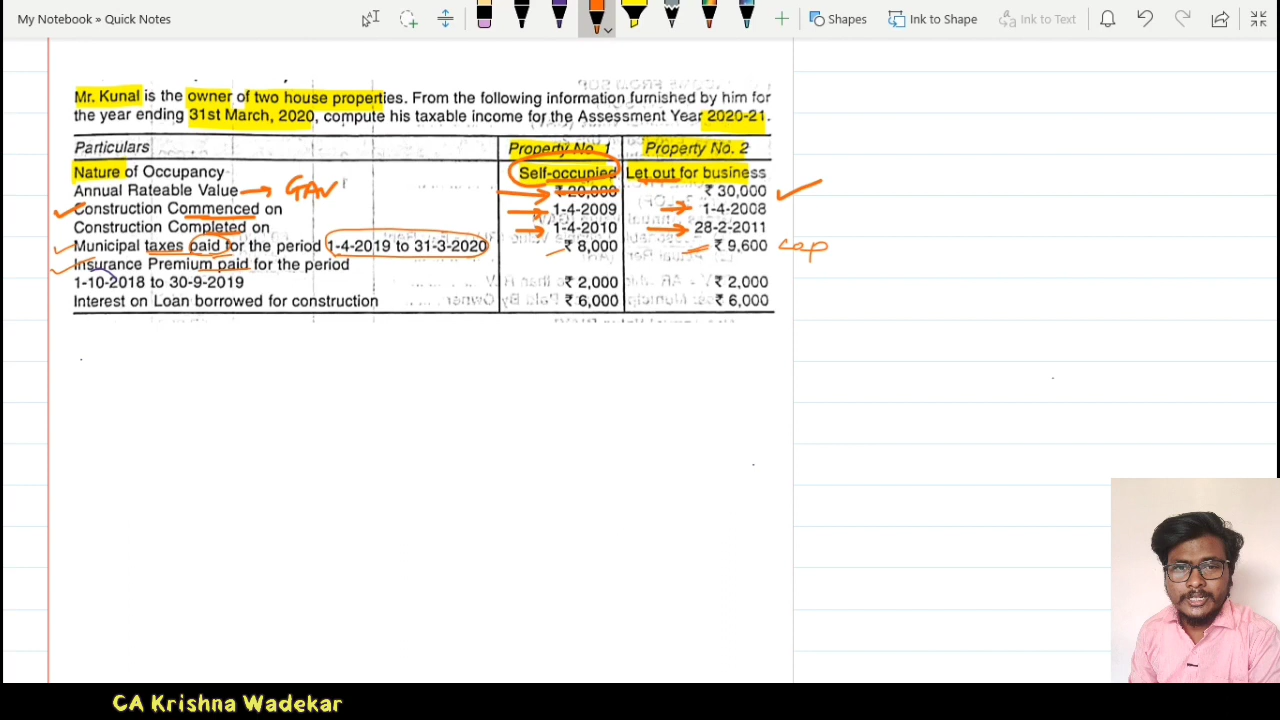 My Notebook » Quick Notes
Shapes
Ink to Shape
Ink to Text
Mr. Kunal is the owner of two house properties. From the following information furnished by him for
the year ending 31st March, 2020, compute his taxable income for the Assessment Year 2020-21.
Particulars Property No. 1 Property No. 2
Nature of Occupancy Self-occupied Let out for business
Annual Rateable Value → GAV ₹ 20,000 ₹ 30,000
Construction Commenced on 1-4-2009 1-4-2008
Construction Completed on 1-4-2010 28-2-2011
Municipal taxes paid for the period 1-4-2019 to 31-3-2020 ₹ 8,000 ₹ 9,600
Insurance Premium paid for the period
1-10-2018 to 30-9-2019 ₹ 2,000 ₹ 2,000
Interest on Loan borrowed for construction ₹ 6,000 ₹ 6,000
CA Krishna Wadekar